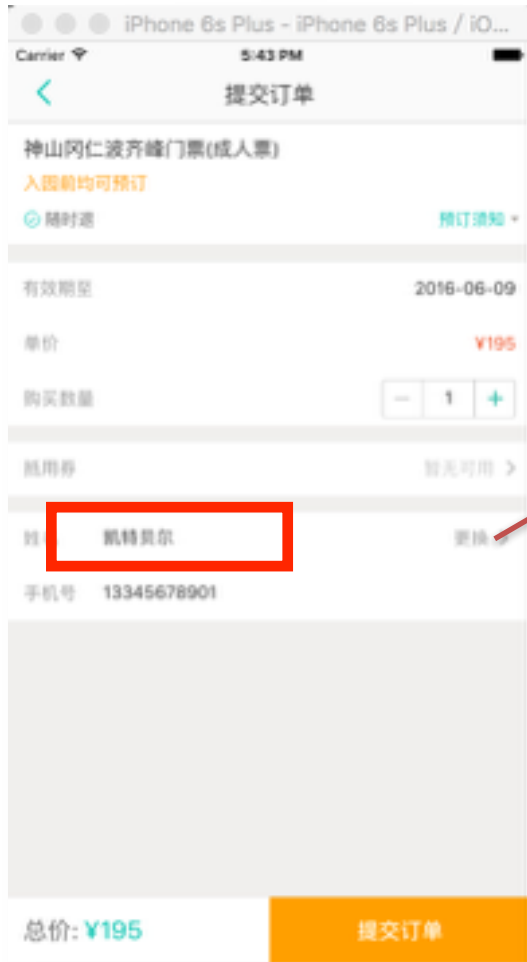 iPhone 6s Plus - iPhone 6s Plus / iO...
Carrier 5:43 PM
提交订单
神山冈仁波齐峰门票(成人票)
入园前均可预订
随时退 预订须知
有效期至 2016-06-09
单价 ¥195
购买数量 − 1 +
抵用券 暂无可用 >
姓 凯特贝尔 更换
手机号 13345678901
总价: ¥195 提交订单